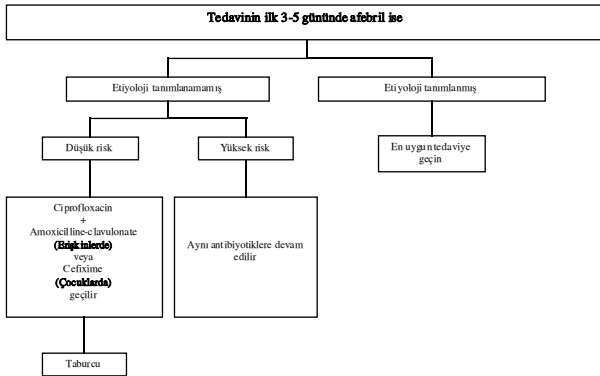 Tedavinin ilk 3-5 gününde afebril ise
Etiyoloji tanımlanamamış
Etiyoloji tanımlanmış
Düşük risk
Yüksek risk
En uygun tedaviye
geçin
Ciprofloxacin
+
Amoxicilline-clavulonate
(Erişkinlerde)
veya
Cefixime
(Çocuklarda)
geçilir
Aynı antibiyotiklere devam
edilir
Taburcu